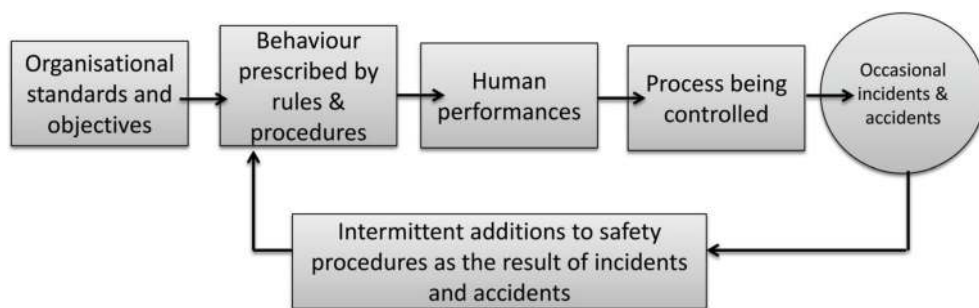 Organisational
standards and
objectives
Behaviour
prescribed by
rules &
procedures
Human
performances
Process being
controlled
Occasional
incidents &
accidents
Intermittent additions to safety
procedures as the result of incidents
and accidents